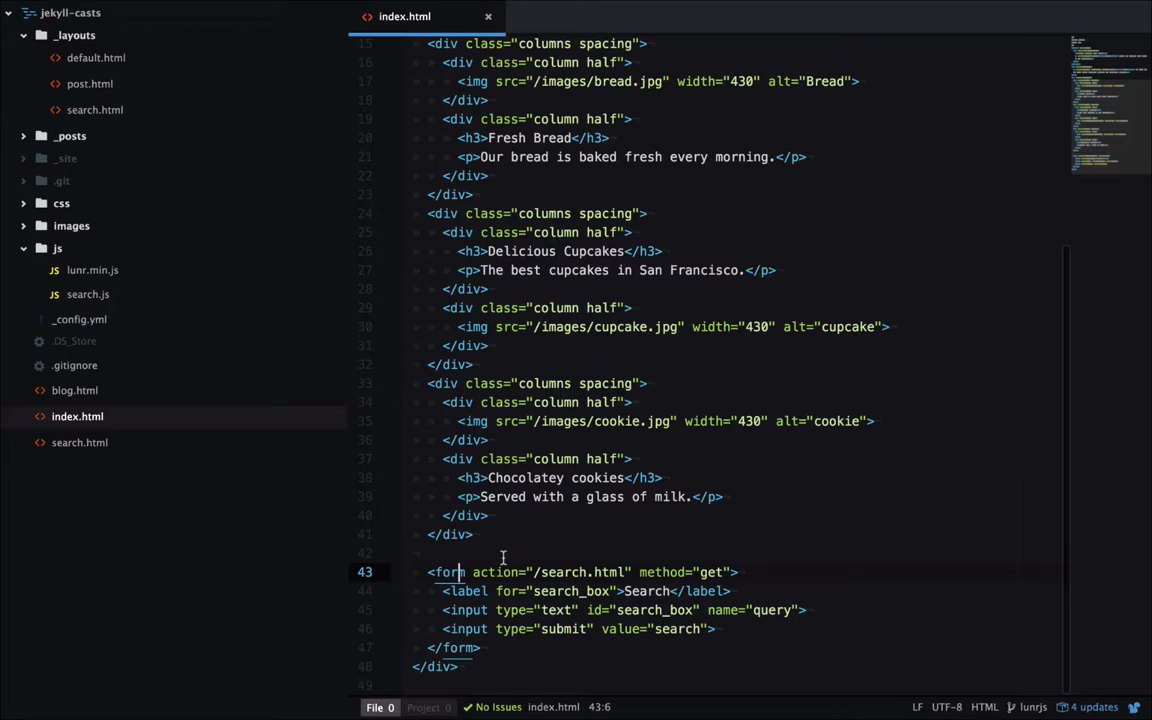 jekyll-casts
_layouts
default.html
post.html
search.html
_posts
_site
.git
css
images
js
JS lunr.min.js
JS search.js
! _config.yml
.DS_Store
.gitignore
blog.html
index.html
search.html
index.html ×
15 <div class="columns spacing">
16 <div class="column half">
17 <img src="/images/bread.jpg" width="430" alt="Bread">
18 </div>
19 <div class="column half">
20 <h3>Fresh Bread</h3>
21 <p>Our bread is baked fresh every morning.</p>
22 </div>
23 </div>
24 <div class="columns spacing">
25 <div class="column half">
26 <h3>Delicious Cupcakes</h3>
27 <p>The best cupcakes in San Francisco.</p>
28 </div>
29 <div class="column half">
30 <img src="/images/cupcake.jpg" width="430" alt="cupcake">
31 </div>
32 </div>
33 <div class="columns spacing">
34 <div class="column half">
35 <img src="/images/cookie.jpg" width="430" alt="cookie">
36 </div>
37 <div class="column half">
38 <h3>Chocolatey cookies</h3>
39 <p>Served with a glass of milk.</p>
40 </div>
41 </div>
42
43 <form action="/search.html" method="get">
44 <label for="search_box">Search</label>
45 <input type="text" id="search_box" name="query">
46 <input type="submit" value="search">
47 </form>
48 </div>
49
File 0 Project 0 No Issues index.html 43:6 LF UTF-8 HTML lunrjs 4 updates